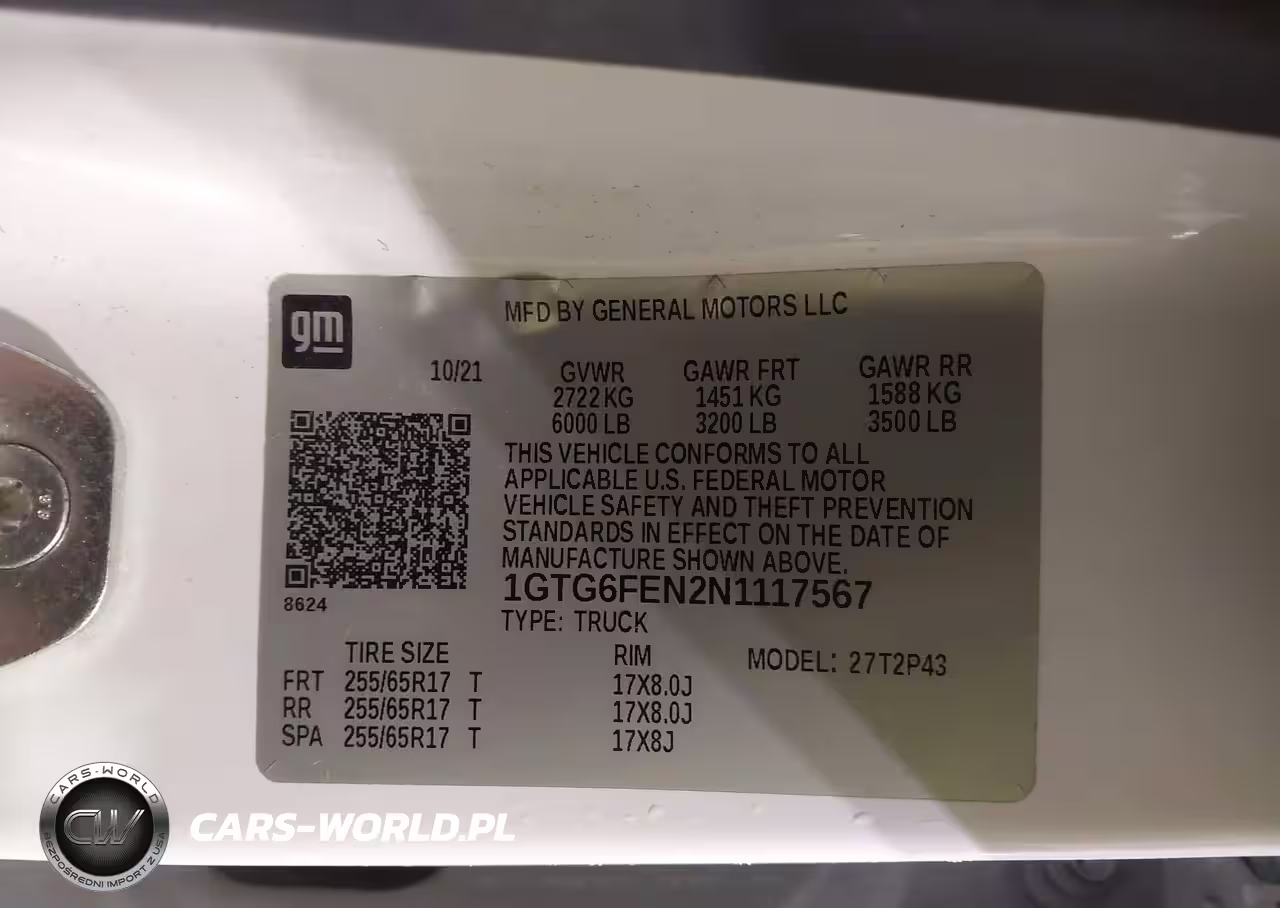 gm
MFD BY GENERAL MOTORS LLC
10/21 GVWR GAWR FRT GAWR RR
2722 KG 1451 KG 1588 KG
6000 LB 3200 LB 3500 LB
THIS VEHICLE CONFORMS TO ALL
APPLICABLE U.S. FEDERAL MOTOR
VEHICLE SAFETY AND THEFT PREVENTION
STANDARDS IN EFFECT ON THE DATE OF
MANUFACTURE SHOWN ABOVE.
8624
1GTG6FEN2N1117567
TYPE: TRUCK
TIRE SIZE RIM MODEL: 27T2P43
FRT 255/65R17 T 17X8.0J
RR 255/65R17 T 17X8.0J
SPA 255/65R17 T 17X8J
CARS-WORLD
CW
BEZPOŚREDNI IMPORT Z USA
CARS-WORLD.PL